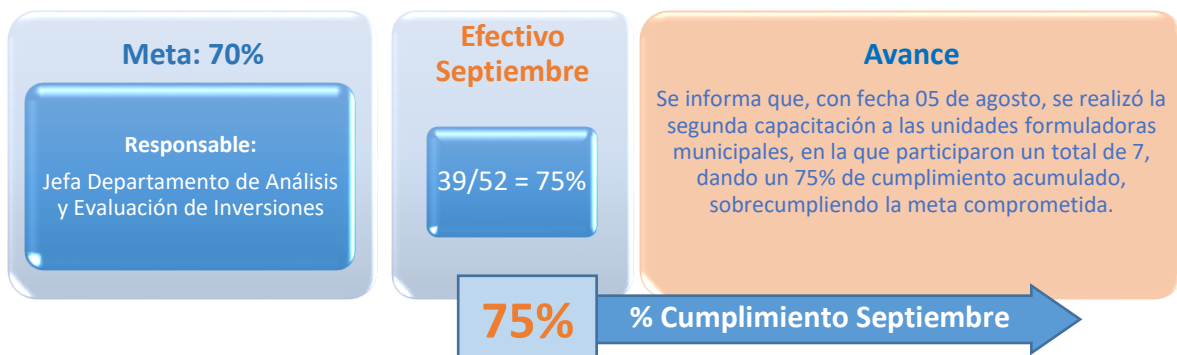 Meta: 70%
Responsable:
Jefa Departamento de Análisis
y Evaluación de Inversiones
Efectivo
Septiembre
39/52 = 75%
Avance
Se informa que, con fecha 05 de agosto, se realizó la
segunda capacitación a las unidades formuladoras
municipales, en la que participaron un total de 7,
dando un 75% de cumplimiento acumulado,
sobrecumpliendo la meta comprometida.
75%
% Cumplimiento Septiembre